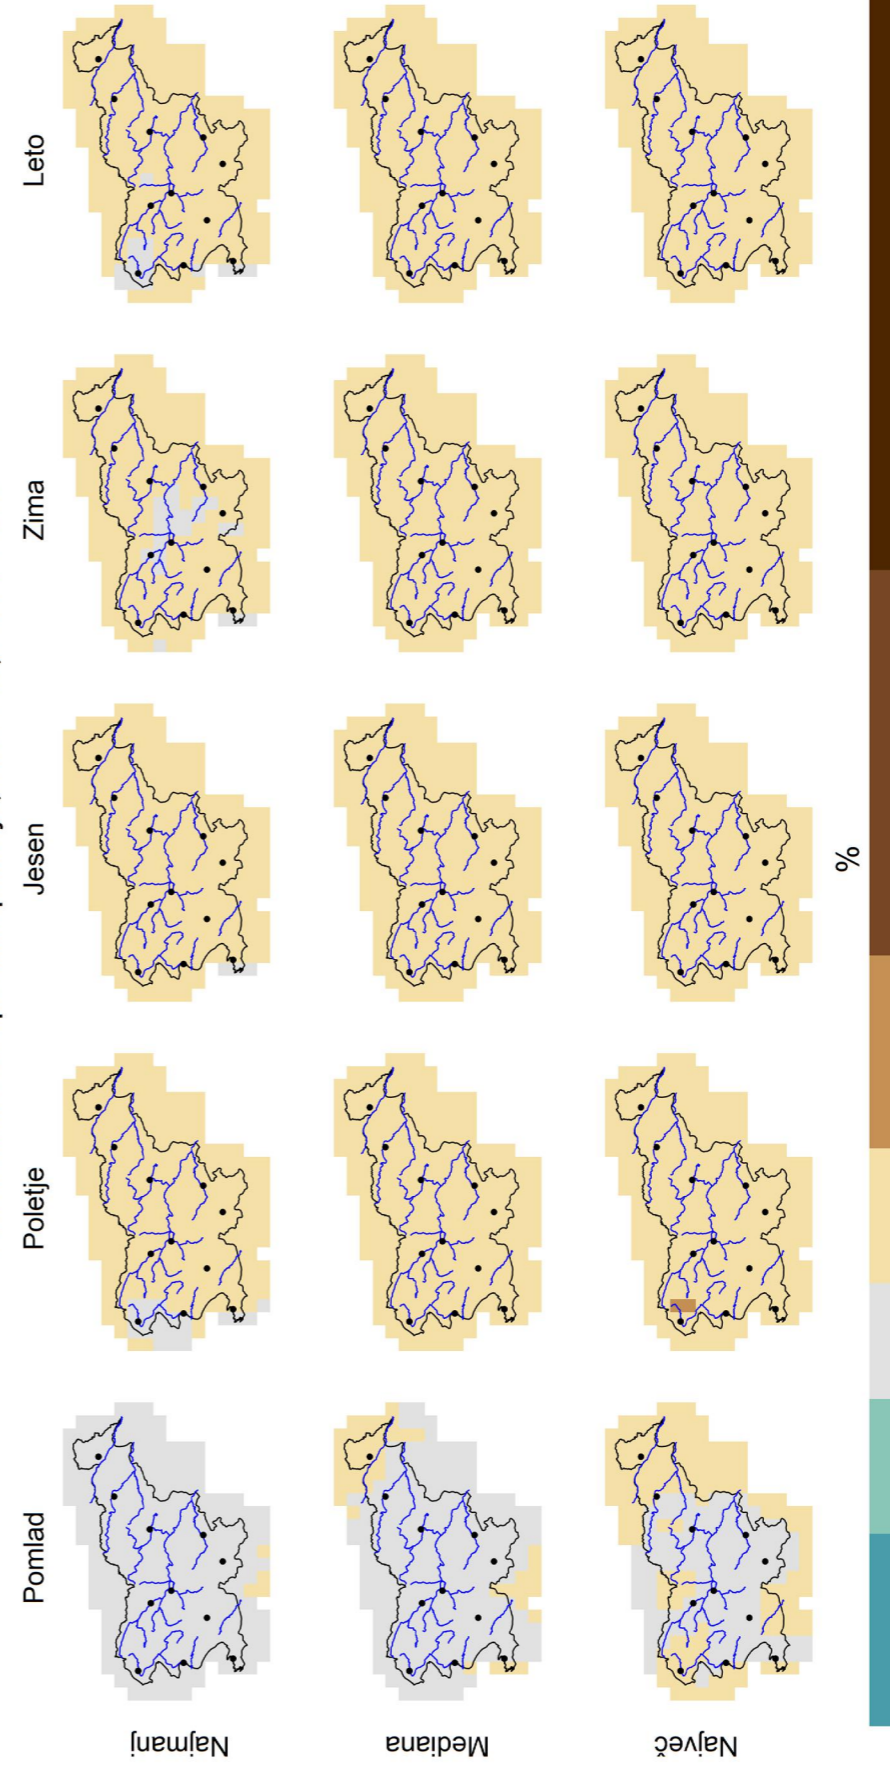 Leto
Zima
Jesen
Poletje
Pomlad
Najmanj
Mediana
Največ
%